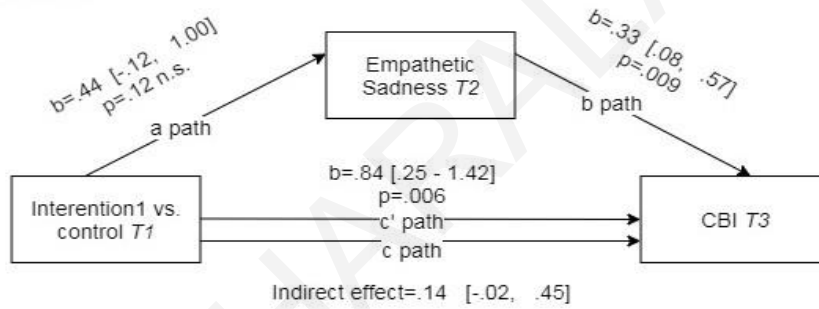 b=.44 [-.12, 1.00]
p=.12 n.s.
a path
Empathetic
Sadness T2
b=.33 [.08, .57]
p=.009
b path
b=.84 [.25 - 1.42]
p=.006
c' path
c path
Interention1 vs.
control T1
CBI T3
Indirect effect=.14 [-.02, .45]